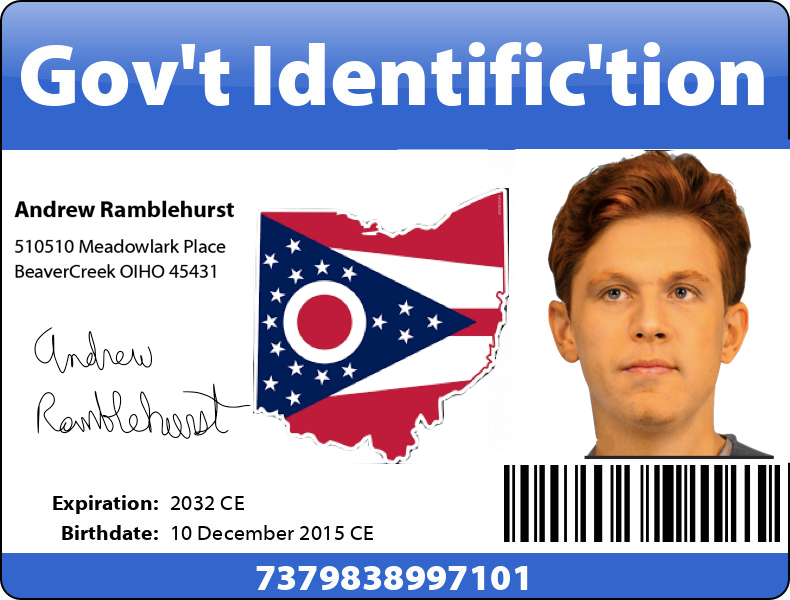 Gov't Identific'tion
Andrew Ramblehurst
510510 Meadowlark Place
BeaverCreek OIHO 45431
Andrew
Ramblehurst
Expiration: 2032 CE
Birthdate: 10 December 2015 CE
7379838997101